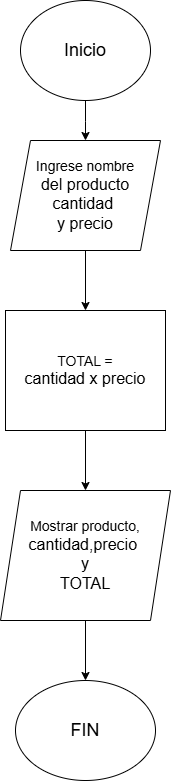 Inicio
Ingrese nombre
del producto
cantidad
y precio
TOTAL =
cantidad x precio
Mostrar producto,
cantidad,precio
y
TOTAL
FIN